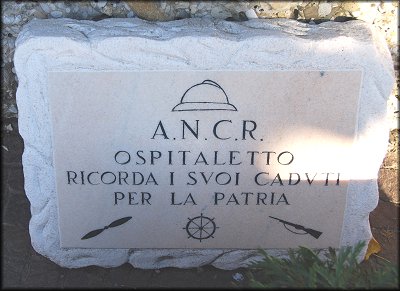 A.N.C.R.
OSPITALETTO
RICORDA I SVOI CADVTI
PER LA PATRIA